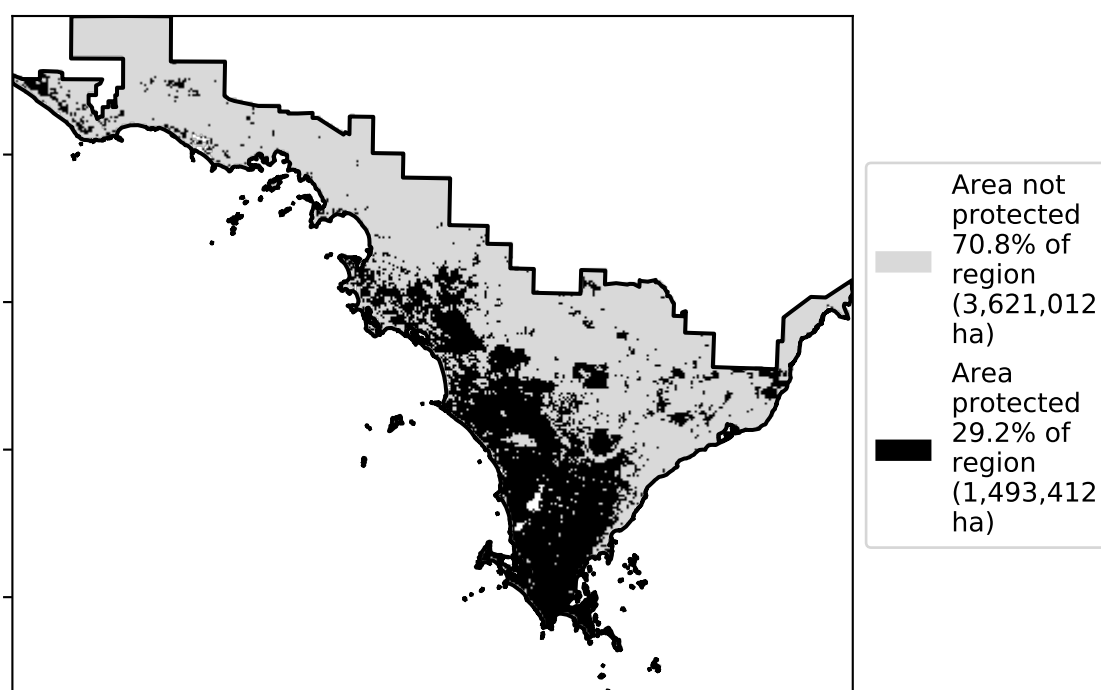 Area not
protected
70.8% of
region
(3,621,012
ha)
Area
protected
29.2% of
region
(1,493,412
ha)